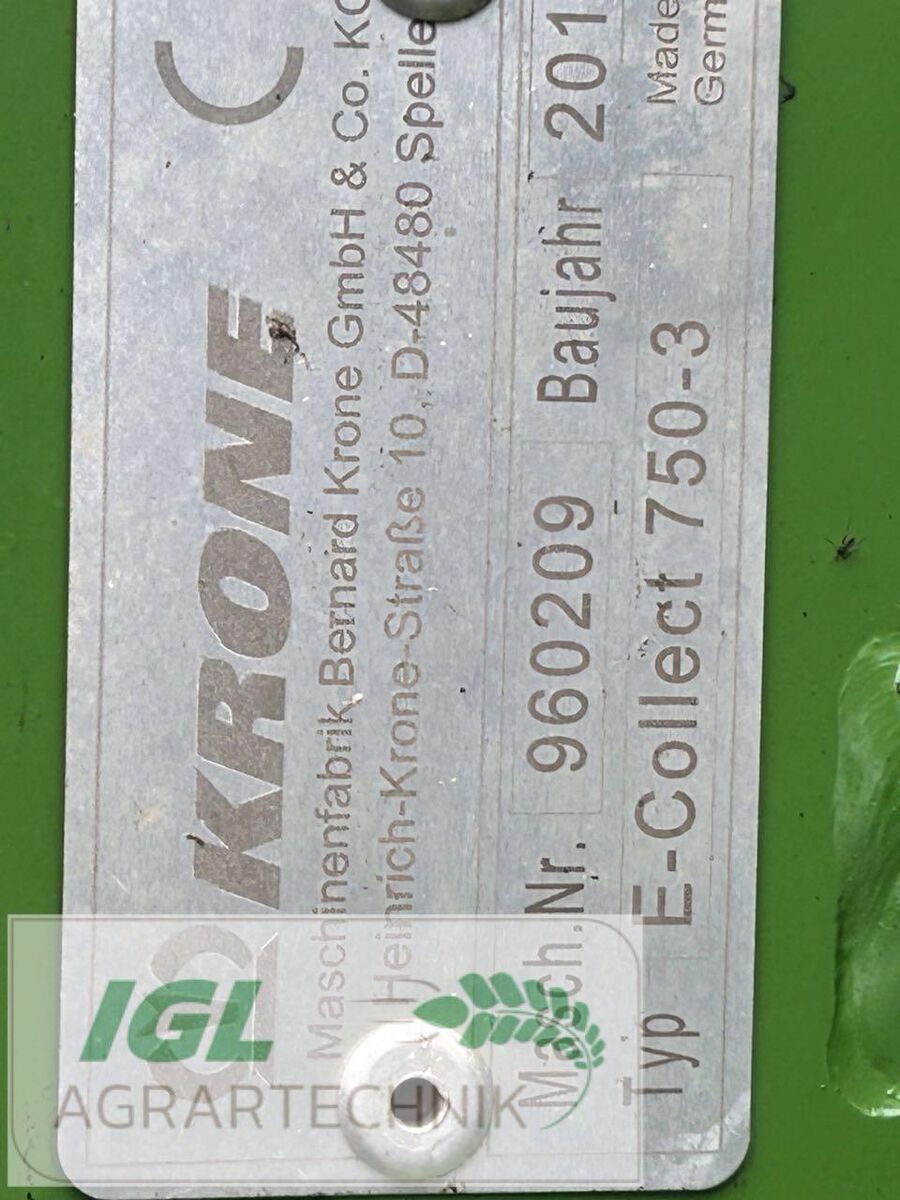 KRONE
Maschinenfabrik Bernard Krone GmbH & Co. KG
Heinrich-Krone-Straße 10, D-48480 Spelle
Mach.Nr. 960209 Baujahr 201
Typ E-Collect 750-3 Made
Germ
IGL
AGRARTECHNIK